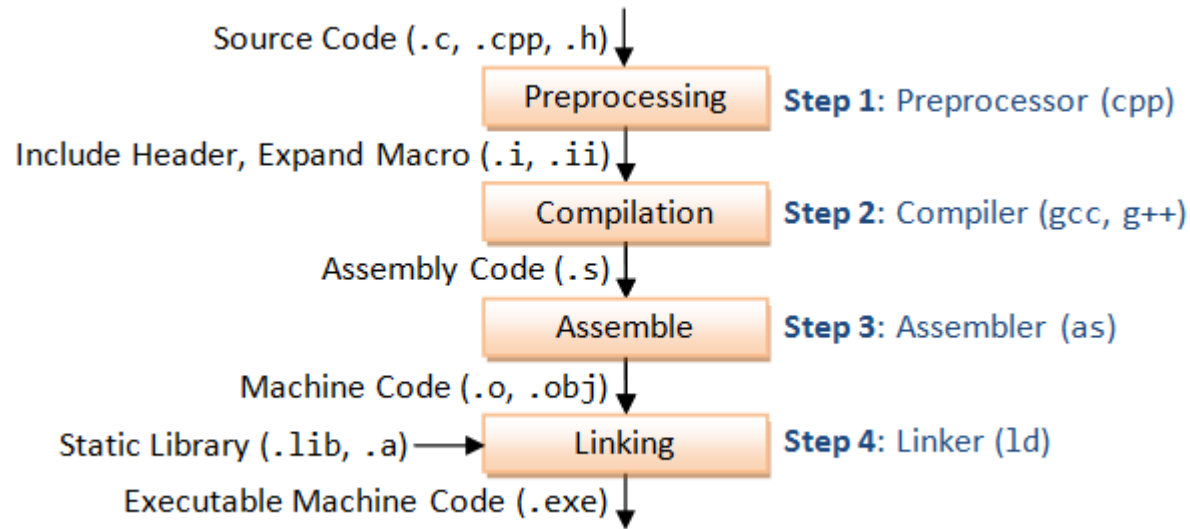 Source Code (.c, .cpp, .h)
Preprocessing
Step 1: Preprocessor (cpp)
Include Header, Expand Macro (.i, .ii)
Compilation
Step 2: Compiler (gcc, g++)
Assembly Code (.s)
Assemble
Step 3: Assembler (as)
Machine Code (.o, .obj)
Static Library (.lib, .a)
Linking
Step 4: Linker (ld)
Executable Machine Code (.exe)